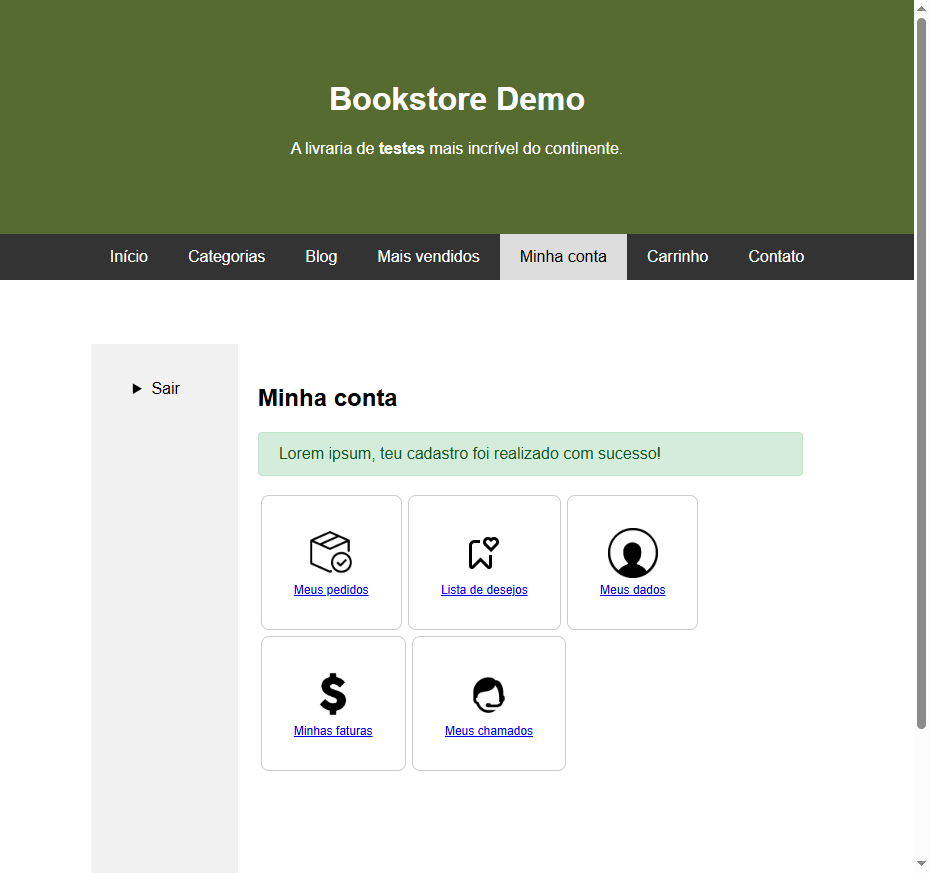 Bookstore Demo
A livraria de testes mais incrível do continente.
Início Categorias Blog Mais vendidos Minha conta Carrinho Contato
Sair
Minha conta
Lorem ipsum, teu cadastro foi realizado com sucesso!
Meus pedidos Lista de desejos Meus dados
Minhas faturas Meus chamados